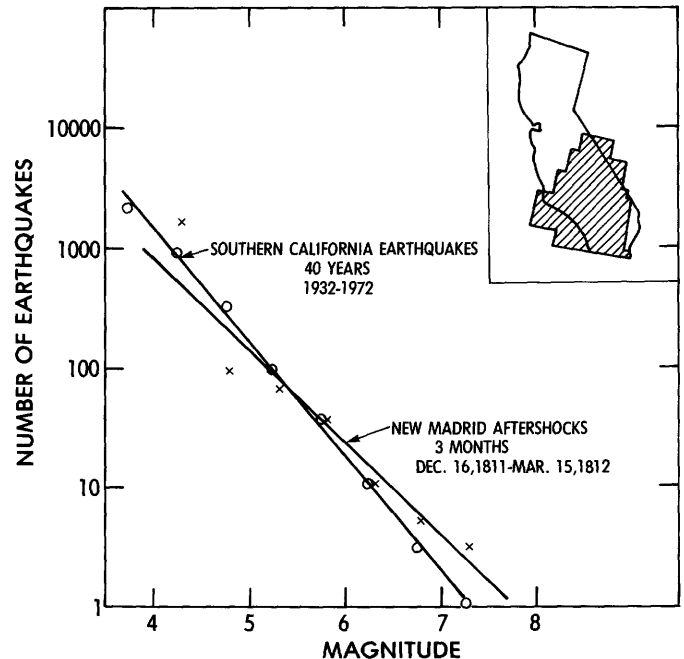 NUMBER OF EARTHQUAKES
10000
1000
100
10
1
SOUTHERN CALIFORNIA EARTHQUAKES
40 YEARS
1932-1972
NEW MADRID AFTERSHOCKS
3 MONTHS
DEC. 16,1811-MAR. 15,1812
4 5 6 7 8
MAGNITUDE